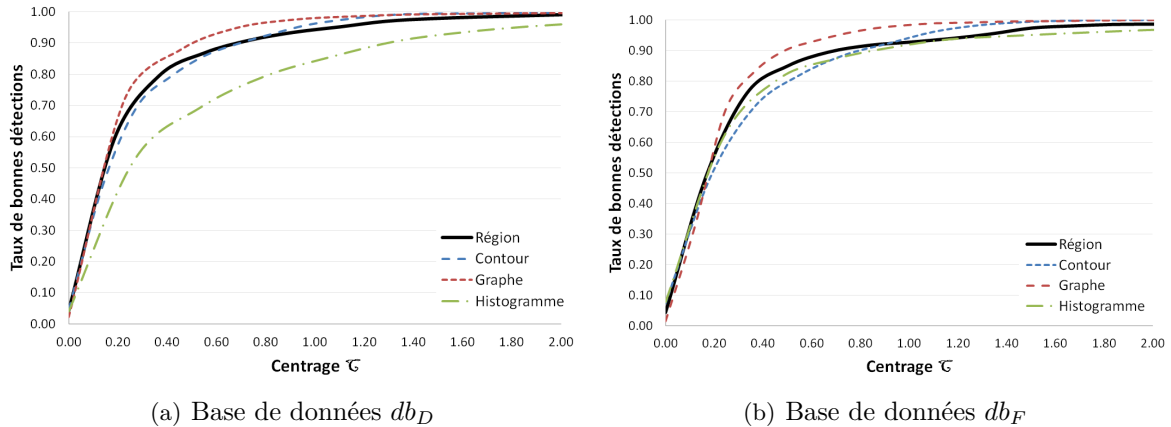 Taux de bonnes détections
1.00
0.90
0.80
0.70
0.60
0.50
0.40
0.30
0.20
0.10
0.00
0.00 0.20 0.40 0.60 0.80 1.00 1.20 1.40 1.60 1.80 2.00
Région
Contour
Graphe
Histogramme
Centrage 𝒞
(a) Base de données db_D
Taux de bonnes détections
1.00
0.90
0.80
0.70
0.60
0.50
0.40
0.30
0.20
0.10
0.00
0.00 0.20 0.40 0.60 0.80 1.00 1.20 1.40 1.60 1.80 2.00
Région
Contour
Graphe
Histogramme
Centrage 𝒞
(b) Base de données db_F